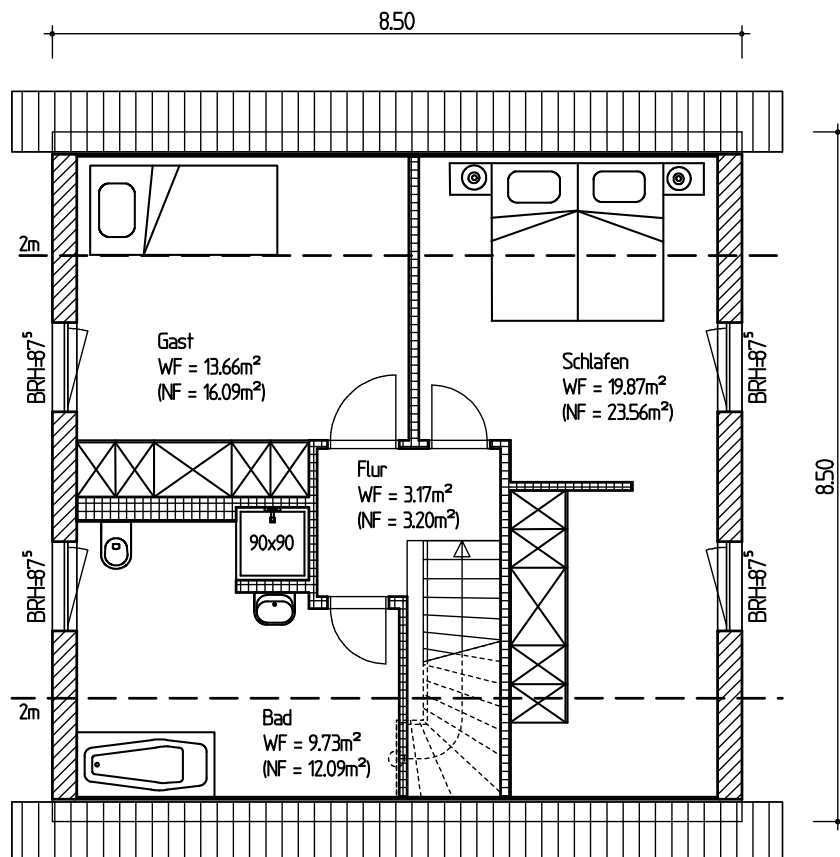 8.50
2m
Gast
WF = 13.66m²
(NF = 16.09m²)
BRH=87⁵
Schlafen
WF = 19.87m²
(NF = 23.56m²)
BRH=87⁵
Flur
WF = 3.17m²
(NF = 3.20m²)
8.50
90x90
BRH=87⁵
BRH=87⁵
2m
Bad
WF = 9.73m²
(NF = 12.09m²)